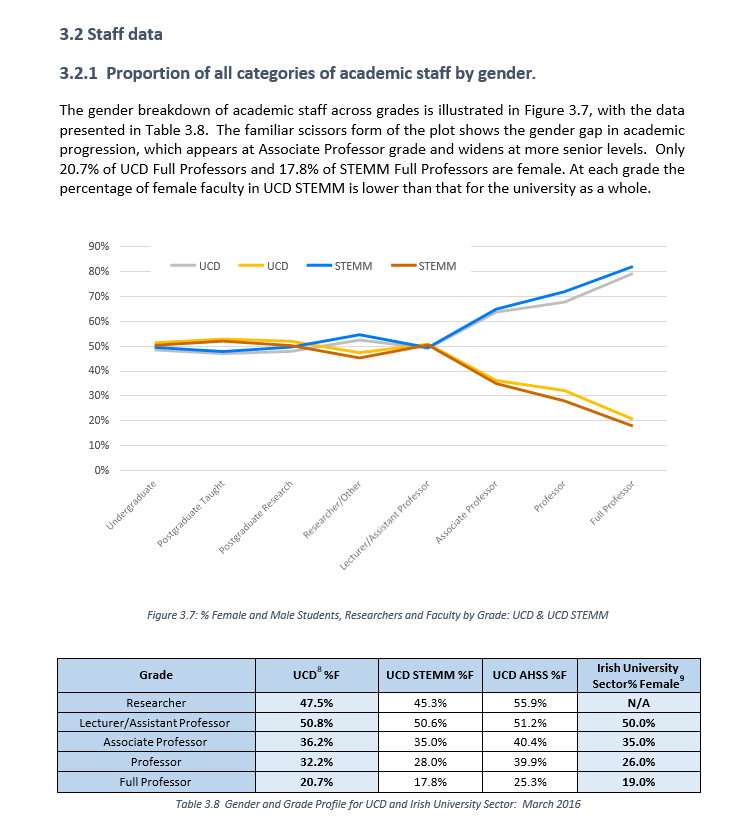 3.2 Staff data
3.2.1 Proportion of all categories of academic staff by gender.
The gender breakdown of academic staff across grades is illustrated in Figure 3.7, with the data
presented in Table 3.8. The familiar scissors form of the plot shows the gender gap in academic
progression, which appears at Associate Professor grade and widens at more senior levels. Only
20.7% of UCD Full Professors and 17.8% of STEMM Full Professors are female. At each grade the
percentage of female faculty in UCD STEMM is lower than that for the university as a whole.
90%
UCD UCD STEMM STEMM
80%
70%
60%
50%
40%
30%
20%
10%
0%
Undergraduate
Postgraduate Taught
Postgraduate Research
Researcher/Other
Lecturer/Assistant Professor
Associate Professor
Professor
Full Professor
Figure 3.7: % Female and Male Students, Researchers and Faculty by Grade: UCD & UCD STEMM
Grade UCD8 %F UCD STEMM %F UCD AHSS %F Irish University
Sector% Female9
Researcher 47.5% 45.3% 55.9% N/A
Lecturer/Assistant Professor 50.8% 50.6% 51.2% 50.0%
Associate Professor 36.2% 35.0% 40.4% 35.0%
Professor 32.2% 28.0% 39.9% 26.0%
Full Professor 20.7% 17.8% 25.3% 19.0%
Table 3.8 Gender and Grade Profile for UCD and Irish University Sector: March 2016